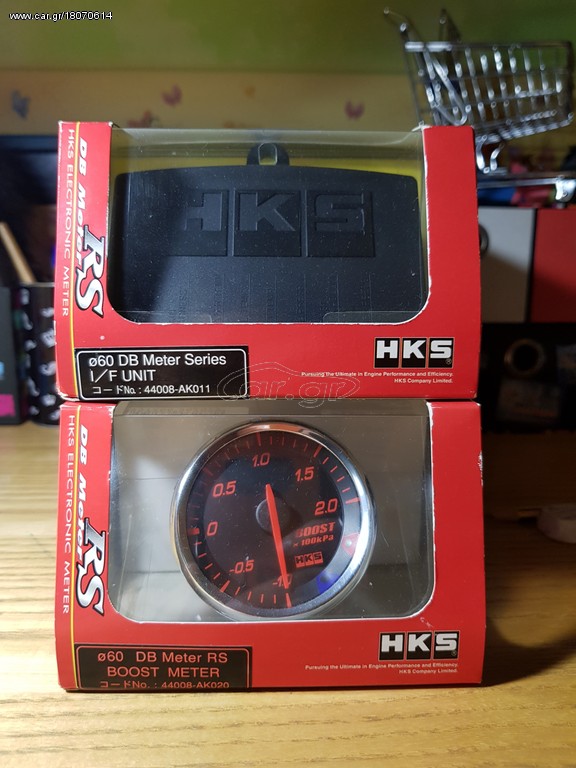 www.car.gr/18070614
DB Meter RS
HKS ELECTRONIC METER
HKS
ø60 DB Meter Series
I/F UNIT
コードNo.: 44008-AK011
HKS
Pursuing the Ultimate in Engine Performance and Efficiency.
HKS Company Limited.
car.gr
DB Meter RS
HKS ELECTRONIC METER
1.0
0.5
1.5
0
2.0
BOOST
× 100kPa
-0.5
HKS
-1.0
ø60 DB Meter RS
BOOST METER
コードNo.: 44008-AK020
HKS
Pursuing the Ultimate in Engine Performance and Efficiency.
HKS Company Limited.